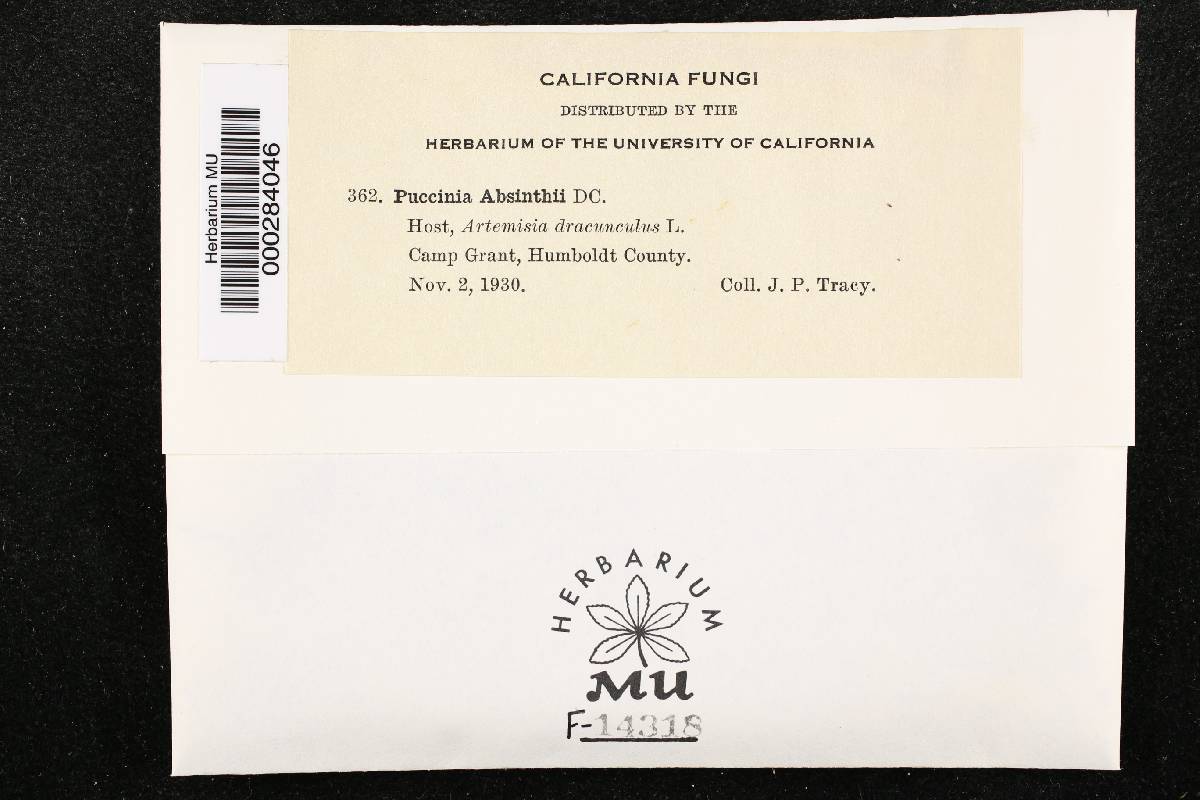 CALIFORNIA FUNGI
DISTRIBUTED BY THE
HERBARIUM OF THE UNIVERSITY OF CALIFORNIA
362. Puccinia Absinthii DC.
Host, Artemisia dracunculus L.
Camp Grant, Humboldt County.
Nov. 2, 1930. Coll. J. P. Tracy.
Herbarium MU
000284046
HERBARIUM
MU
F-14318